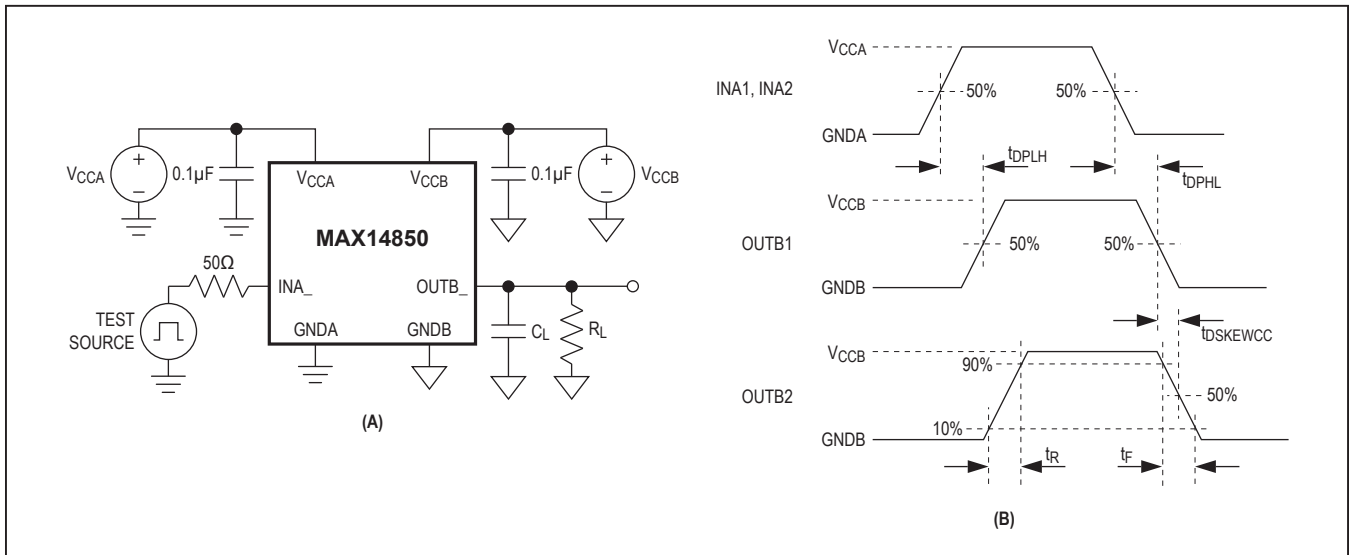 VCCA
0.1µF
VCCA
VCCB
0.1µF
VCCB
MAX14850
50Ω
INA_
OUTB_
TEST
SOURCE
GNDA
GNDB
CL
RL
(A)
VCCA
INA1, INA2
50%
50%
GNDA
tDPLH
tDPHL
VCCB
OUTB1
50%
50%
GNDB
tDSKEWCC
VCCB
90%
OUTB2
50%
10%
GNDB
tR
tF
(B)